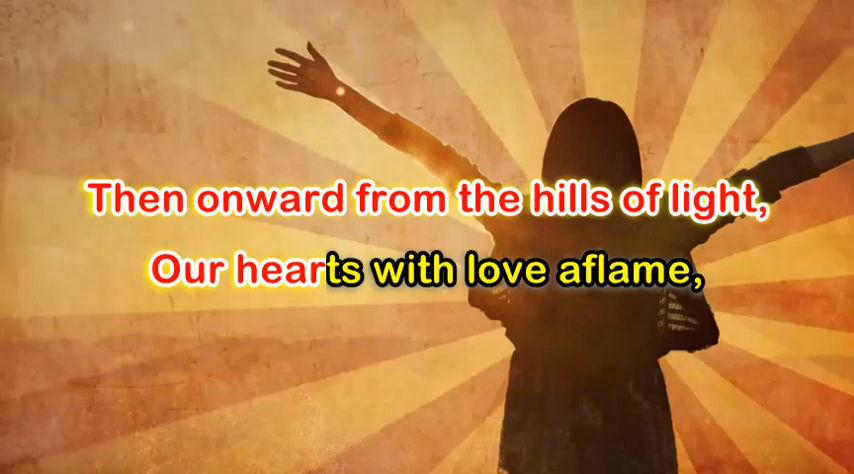 Then onward from the hills of light,
Our hearts with love aflame,